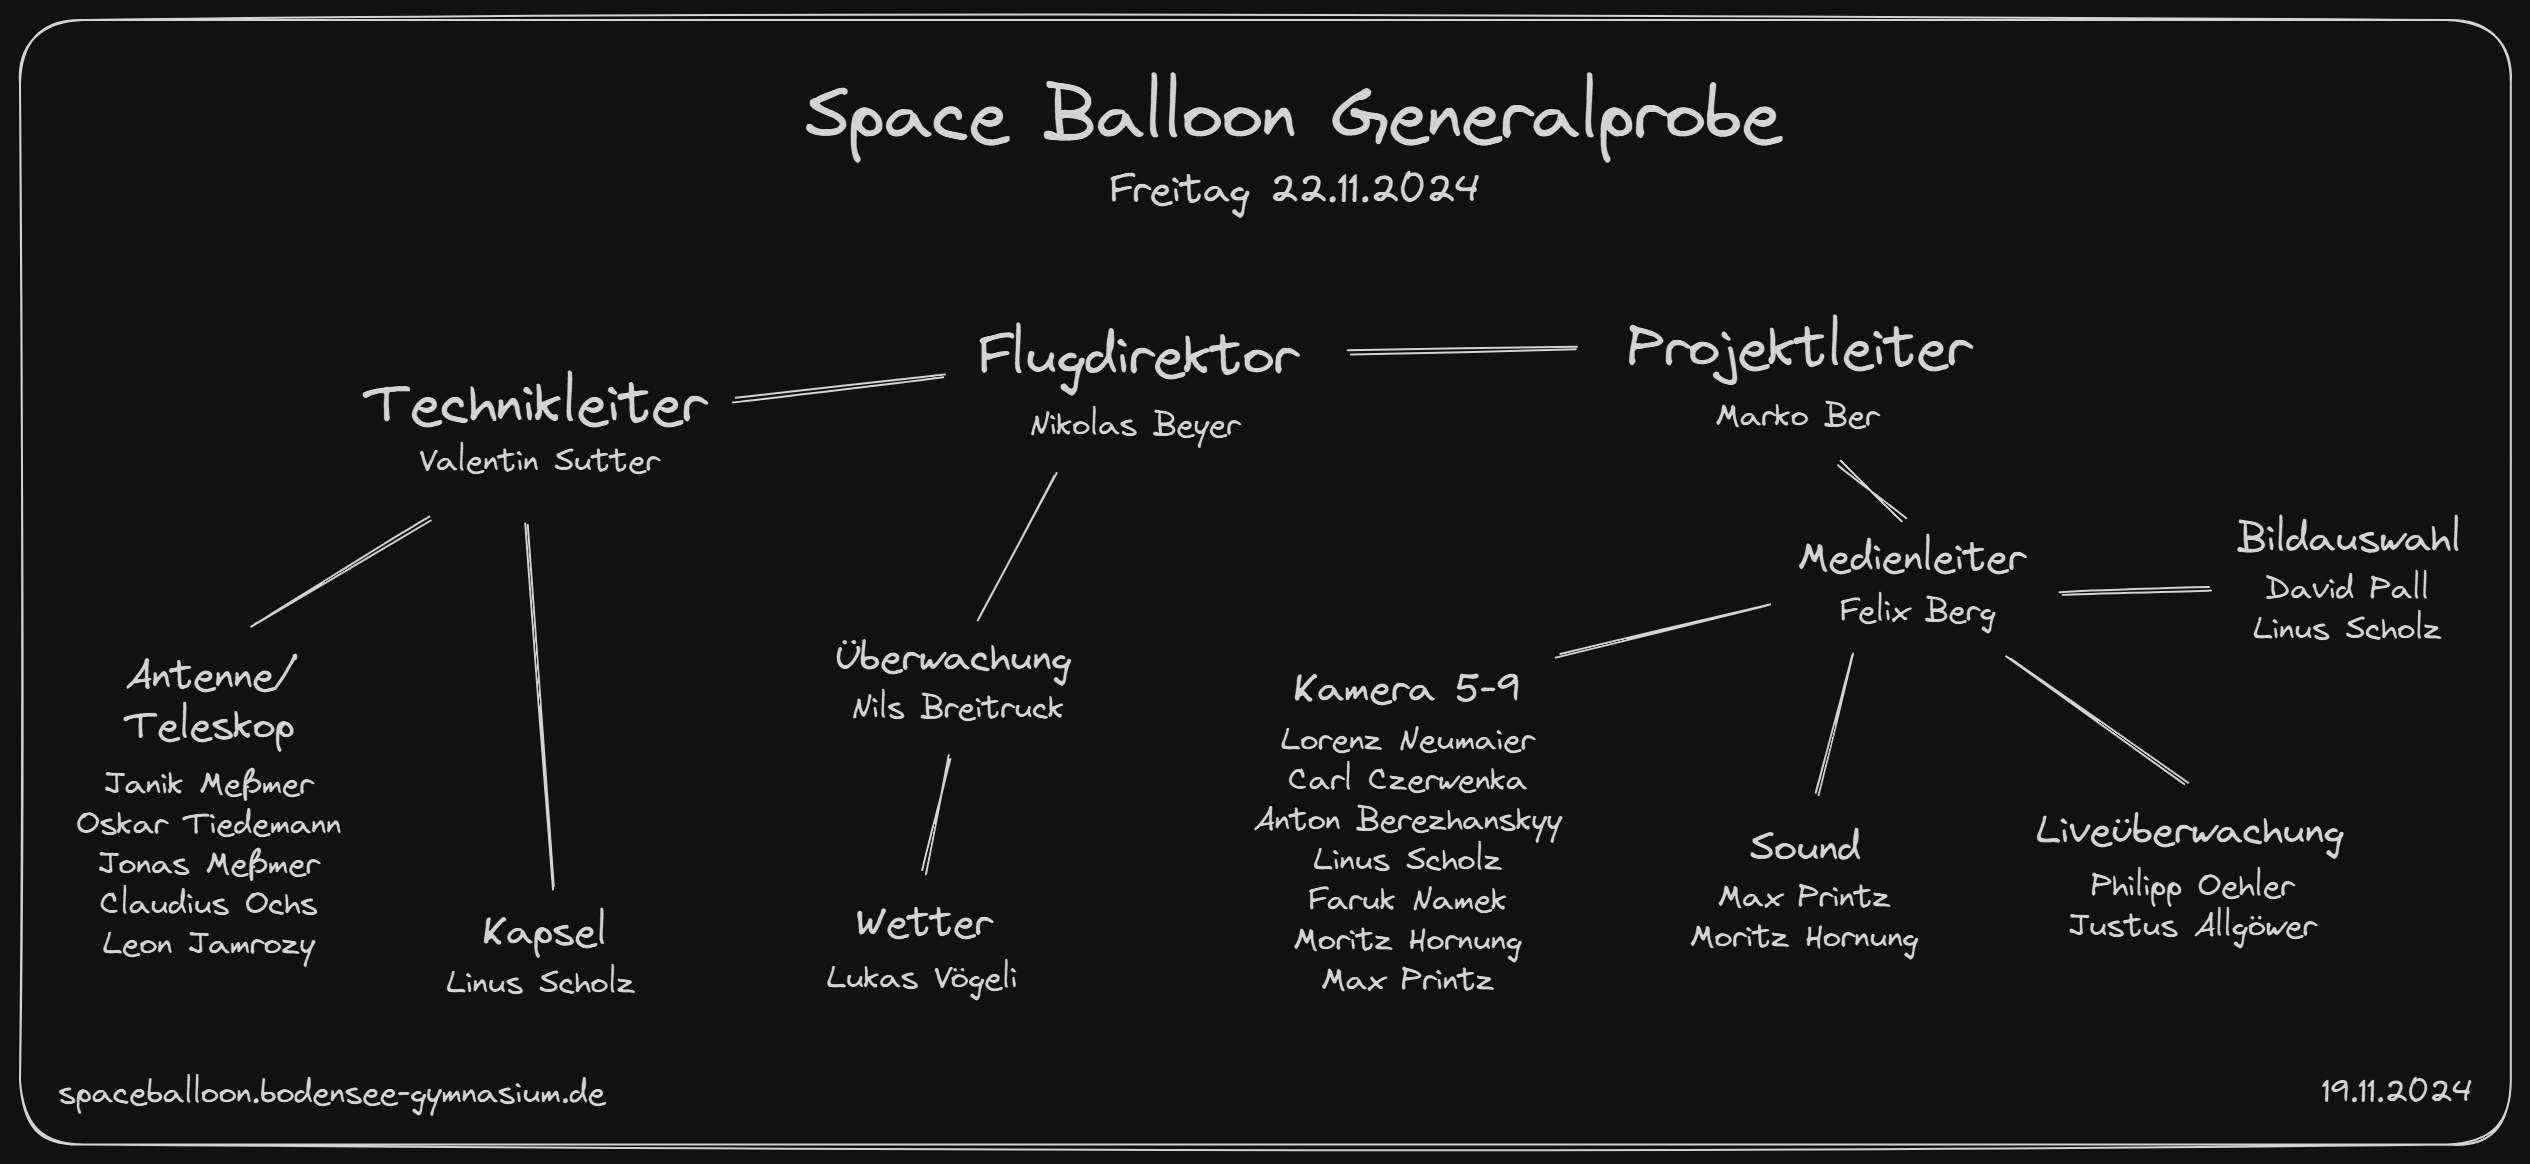 Space Balloon Generalprobe
Freitag 22.11.2024
Technikleiter
Valentin Sutter
Flugdirektor
Nikolas Beyer
Projektleiter
Marko Ber
Antenne/
Teleskop
Janik Meßmer
Oskar Tiedemann
Jonas Meßmer
Claudius Ochs
Leon Jamrozy
Kapsel
Linus Scholz
Überwachung
Nils Breitruck
Wetter
Lukas Vögeli
Medienleiter
Felix Berg
Bildauswahl
David Pall
Linus Scholz
Kamera 5-9
Lorenz Neumaier
Carl Czerwenka
Anton Berezhanskyy
Linus Scholz
Faruk Namek
Moritz Hornung
Max Printz
Sound
Max Printz
Moritz Hornung
Liveüberwachung
Philipp Oehler
Justus Allgöwer
spaceballoon.bodensee-gymnasium.de
19.11.2024